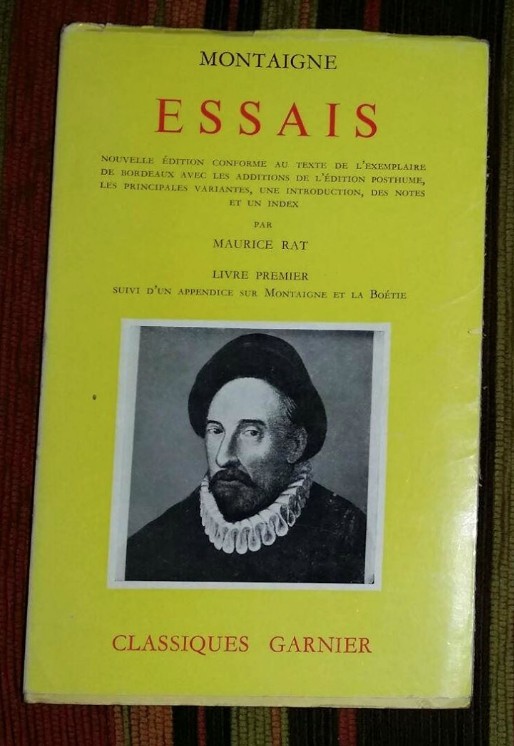 MONTAIGNE
ESSAIS
NOUVELLE ÉDITION CONFORME AU TEXTE DE L'EXEMPLAIRE
DE BORDEAUX AVEC LES ADDITIONS DE L'ÉDITION POSTHUME,
LES PRINCIPALES VARIANTES, UNE INTRODUCTION, DES NOTES
ET UN INDEX
PAR
MAURICE RAT
LIVRE PREMIER
SUIVI D'UN APPENDICE SUR MONTAIGNE ET LA BOÉTIE
CLASSIQUES GARNIER